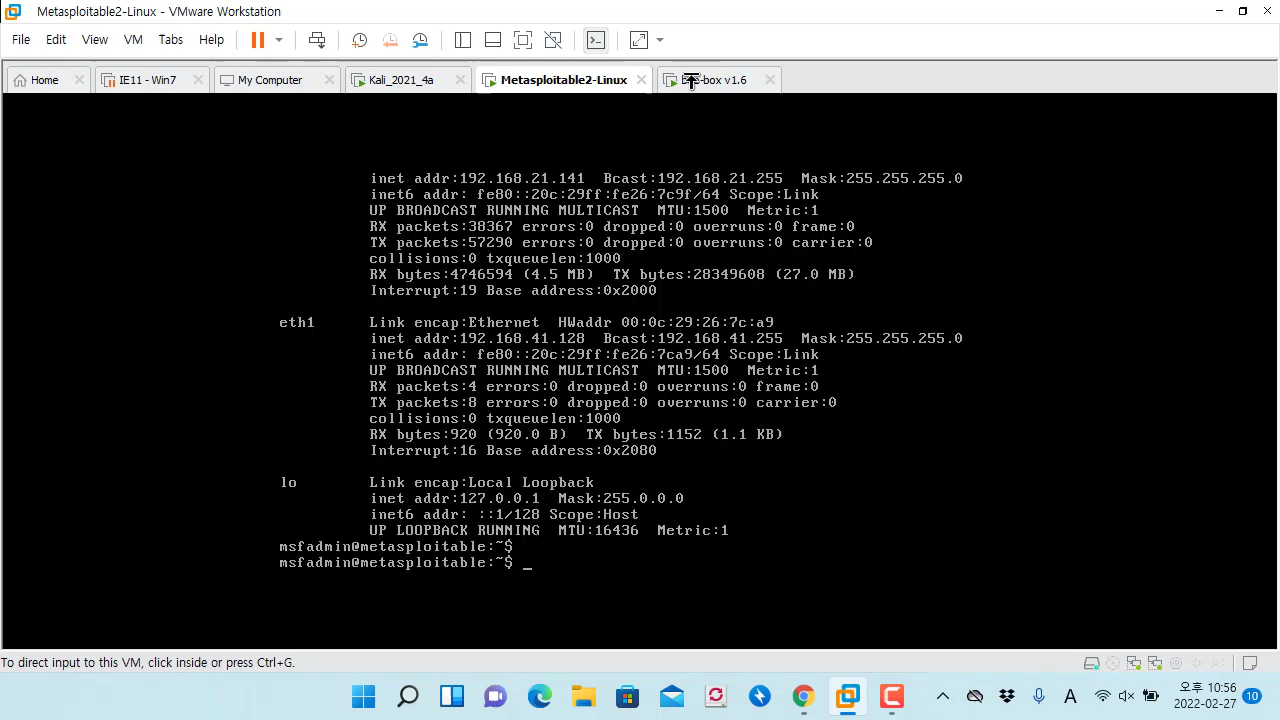 Metasploitable2-Linux - VMware Workstation
File Edit View VM Tabs Help
Home IE11 - Win7 My Computer Kali_2021_4a Metasploitable2-Linux box v1.6
inet addr:192.168.21.141 Bcast:192.168.21.255 Mask:255.255.255.0
inet6 addr: fe80::20c:29ff:fe26:7c9f/64 Scope:Link
UP BROADCAST RUNNING MULTICAST MTU:1500 Metric:1
RX packets:38367 errors:0 dropped:0 overruns:0 frame:0
TX packets:57290 errors:0 dropped:0 overruns:0 carrier:0
collisions:0 txqueuelen:1000
RX bytes:4746594 (4.5 MB) TX bytes:28349608 (27.0 MB)
Interrupt:19 Base address:0x2000
eth1 Link encap:Ethernet HWaddr 00:0c:29:26:7c:a9
inet addr:192.168.41.128 Bcast:192.168.41.255 Mask:255.255.255.0
inet6 addr: fe80::20c:29ff:fe26:7ca9/64 Scope:Link
UP BROADCAST RUNNING MULTICAST MTU:1500 Metric:1
RX packets:4 errors:0 dropped:0 overruns:0 frame:0
TX packets:8 errors:0 dropped:0 overruns:0 carrier:0
collisions:0 txqueuelen:1000
RX bytes:920 (920.0 B) TX bytes:1152 (1.1 KB)
Interrupt:16 Base address:0x2080
lo Link encap:Local Loopback
inet addr:127.0.0.1 Mask:255.0.0.0
inet6 addr: ::1/128 Scope:Host
UP LOOPBACK RUNNING MTU:16436 Metric:1
msfadmin@metasploitable:~$
msfadmin@metasploitable:~$ _
To direct input to this VM, click inside or press Ctrl+G.
A 오후 10:56 10
2022-02-27